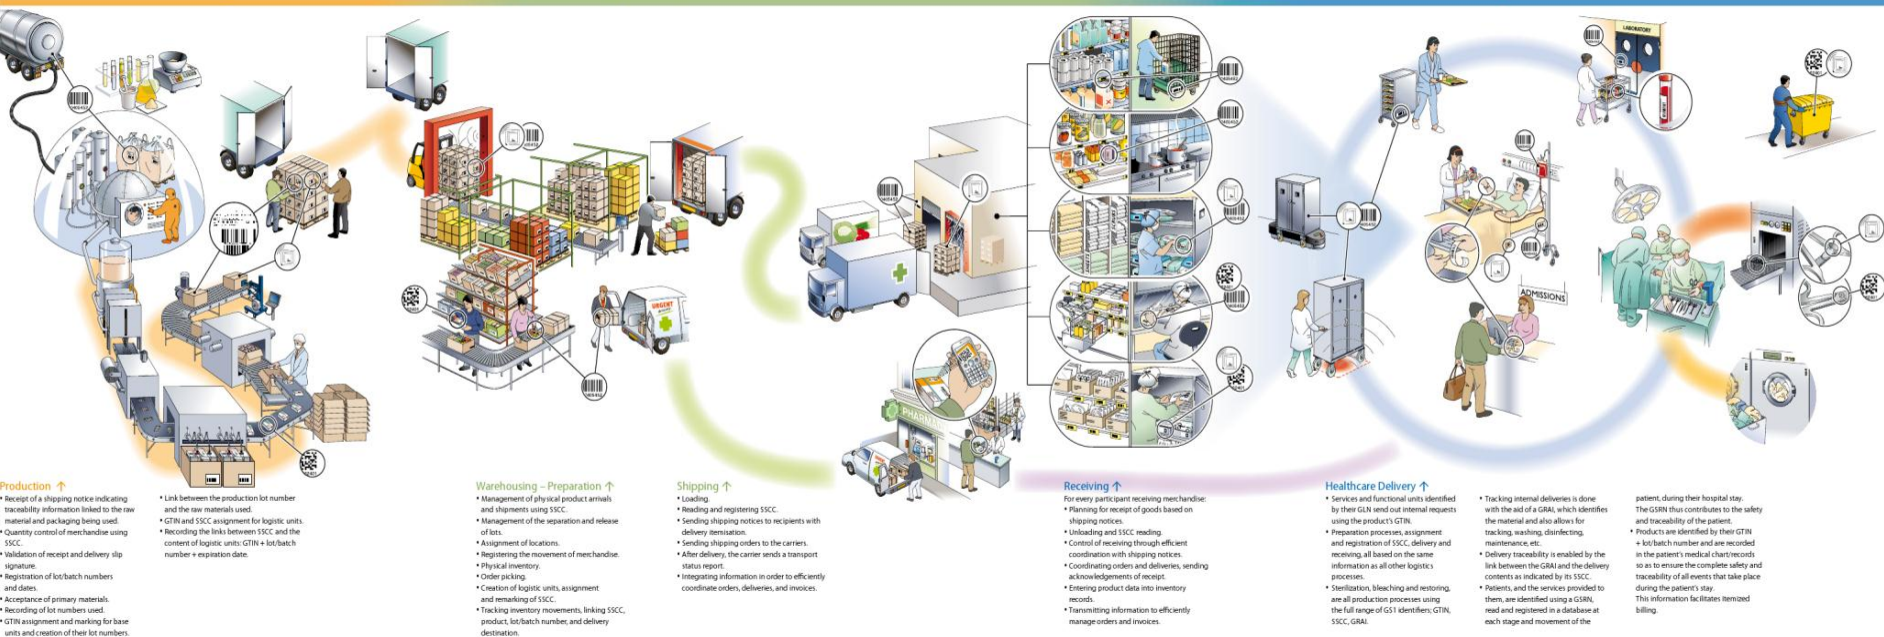 LABORATORY
ADMISSIONS
URGENT
PHARMA
Production ↑
• Receipt of a shipping notice indicating
traceability information linked to the raw
material and packaging being used.
• Quantity control of merchandise using
SSCC.
• Validation of receipt and delivery slip
signature.
• Registration of lot/batch numbers
and dates.
• Acceptance of primary materials.
• Recording of lot numbers used.
• GTIN assignment and marking for base
units and creation of their lot numbers.
• Link between the production lot number
and the raw materials used.
• GTIN and SSCC assignment for logistic units.
• Recording the links between SSCC and the
content of logistic units: GTIN + lot/batch
number + expiration date.
Warehousing – Preparation ↑
• Management of physical product arrivals
and shipments using SSCC.
• Management of the separation and release
of lots.
• Assignment of locations.
• Registering the movement of merchandise.
• Physical inventory.
• Order picking.
• Creation of logistic units, assignment
and remarking of SSCC.
• Tracking inventory movements, linking SSCC,
product, lot/batch number, and delivery
destination.
Shipping ↑
• Loading.
• Reading and registering SSCC.
• Sending shipping notices to recipients with
delivery itemisation.
• Sending shipping orders to the carriers.
• After delivery, the carrier sends a transport
status report.
• Integrating information in order to efficiently
coordinate orders, deliveries, and invoices.
Receiving ↑
For every participant receiving merchandise:
• Planning for receipt of goods based on
shipping notices.
• Unloading and SSCC reading.
• Control of receiving through efficient
coordination with shipping notices.
• Coordinating orders and deliveries, sending
acknowledgements of receipt.
• Entering product data into inventory
records.
• Transmitting information to efficiently
manage orders and invoices.
Healthcare Delivery ↑
• Services and functional units identified
by their GLN send out internal requests
using the product's GTIN.
• Preparation processes, assignment
and registration of SSCC, delivery and
receiving, all based on the same
information as all other logistics
processes.
• Sterilization, bleaching and restoring,
are all production processes using
the full range of GS1 identifiers; GTIN,
SSCC, GRAI.
• Tracking internal deliveries is done
with the aid of a GRAI, which identifies
the material and also allows for
tracking, washing, disinfecting,
maintenance, etc.
• Delivery traceability is enabled by the
link between the GRAI and the delivery
contents as indicated by its SSCC.
• Patients, and the services provided to
them, are identified using a GSRN,
read and registered in a database at
each stage and movement of the
patient, during their hospital stay.
The GSRN thus contributes to the safety
and traceability of the patient.
• Products are identified by their GTIN
+ lot/batch number and are recorded
in the patient's medical chart/records
so as to ensure the complete safety and
traceability of all events that take place
during the patient's stay.
This information facilitates itemized
billing.